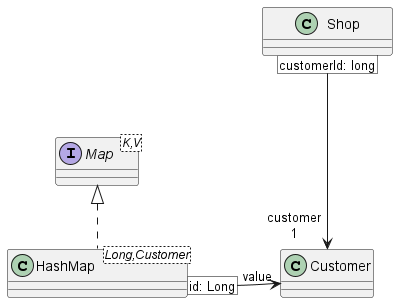 C Shop
customerId: long
I Map K,V
customer
1
C HashMap Long,Customer
id: Long
value
C Customer